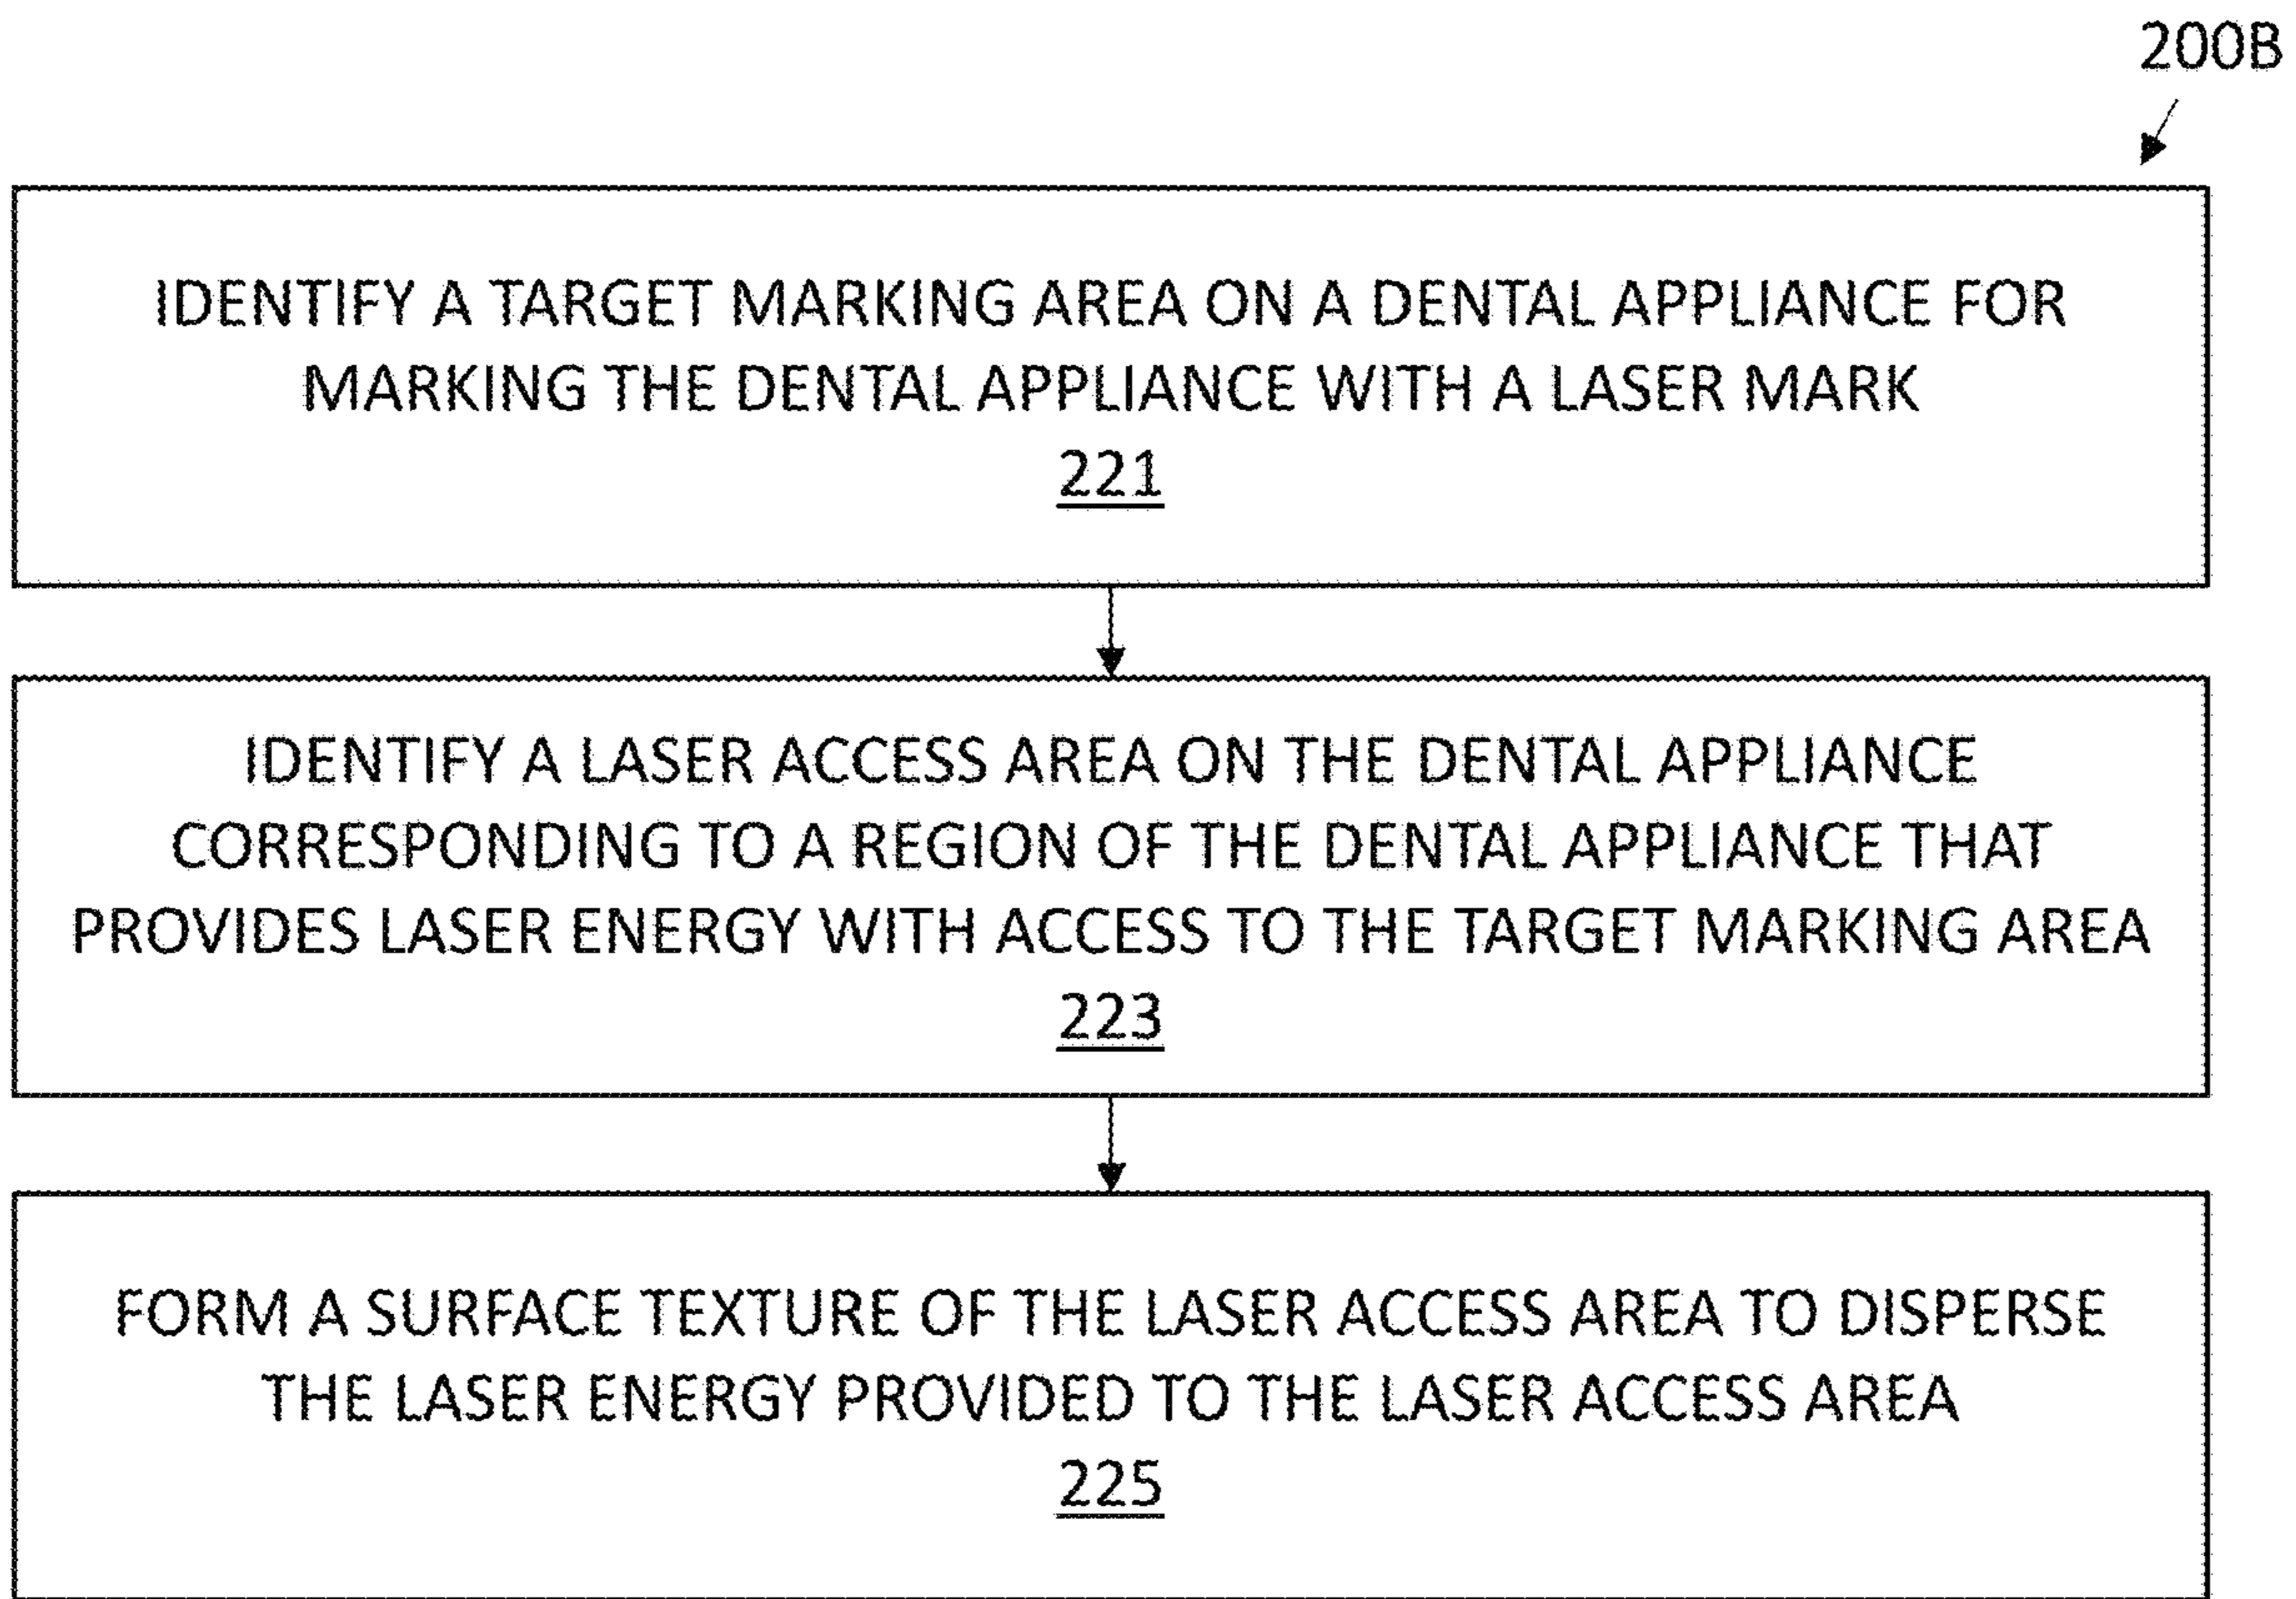 200B
IDENTIFY A TARGET MARKING AREA ON A DENTAL APPLIANCE FOR
MARKING THE DENTAL APPLIANCE WITH A LASER MARK
221
IDENTIFY A LASER ACCESS AREA ON THE DENTAL APPLIANCE
CORRESPONDING TO A REGION OF THE DENTAL APPLIANCE THAT
PROVIDES LASER ENERGY WITH ACCESS TO THE TARGET MARKING AREA
223
FORM A SURFACE TEXTURE OF THE LASER ACCESS AREA TO DISPERSE
THE LASER ENERGY PROVIDED TO THE LASER ACCESS AREA
225